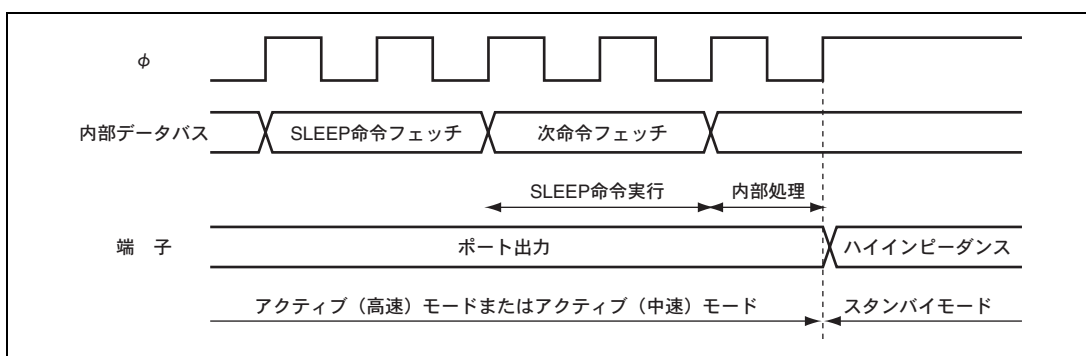 φ
内部データバス
SLEEP命令フェッチ
次命令フェッチ
SLEEP命令実行
内部処理
端 子
ポート出力
ハイインピーダンス
アクティブ（高速）モードまたはアクティブ（中速）モード
スタンバイモード